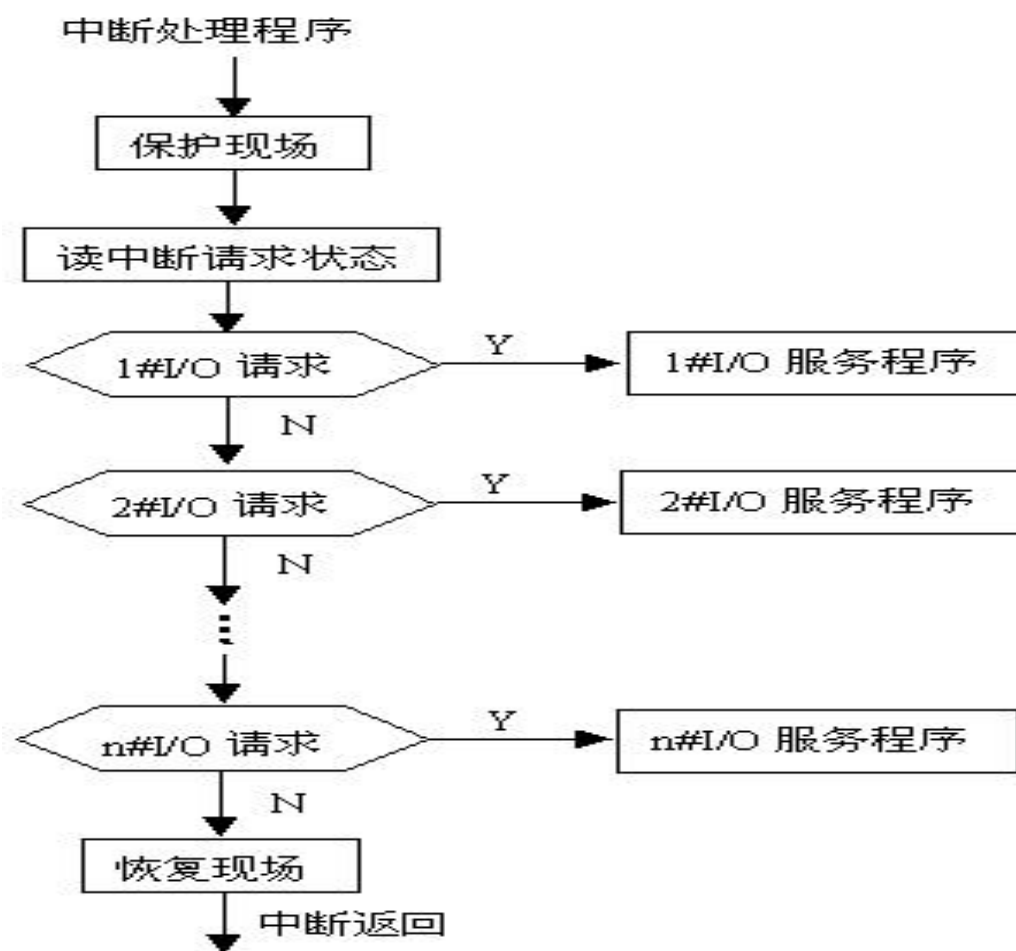 中断处理程序
保护现场
读中断请求状态
1#I/O 请求
Y
1#I/O 服务程序
N
2#I/O 请求
Y
2#I/O 服务程序
N
n#I/O 请求
Y
n#I/O 服务程序
N
恢复现场
中断返回